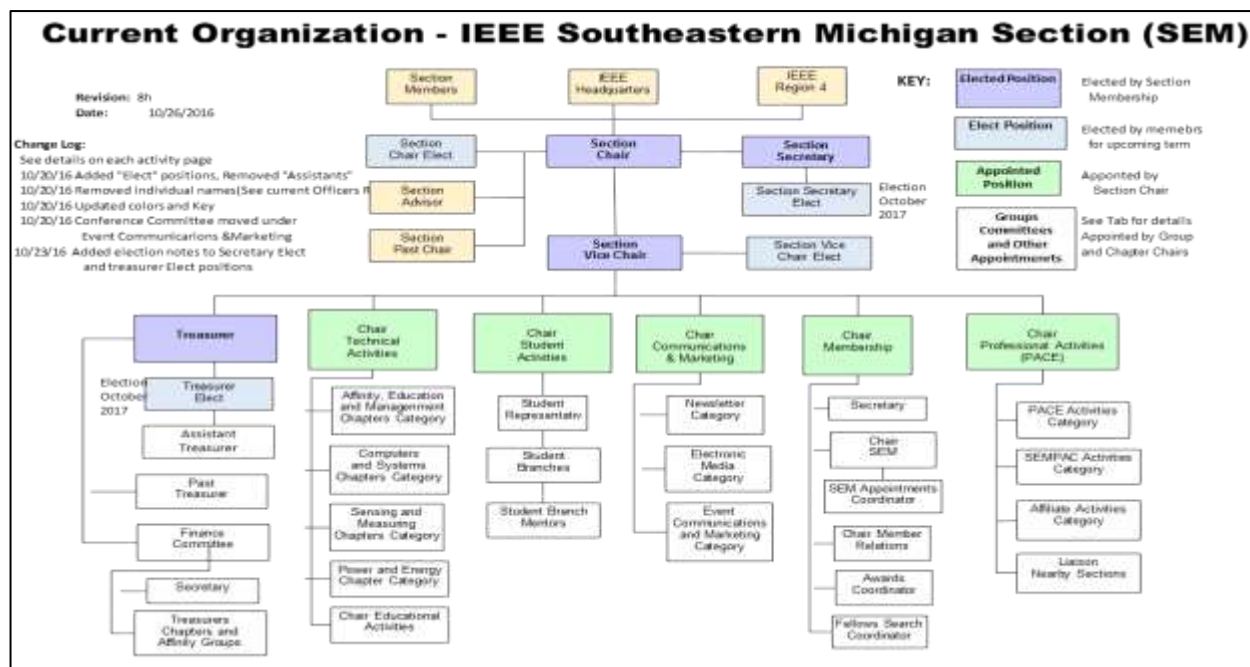 Current Organization - IEEE Southeastern Michigan Section (SEM)
Revision: 8h
Date: 10/26/2016
Change Log:
See details on each activity page
10/20/16 Added "Elect" positions, Removed "Assistants"
10/20/16 Removed individual names(See current Officers R
10/20/16 Updated colors and Key
10/20/16 Conference Committee moved under
Event Communicarions &Marketing
10/23/16 Added election notes to Secretary Elect
and treasurer Elect positions
Section
Members
IEEE
Headquarters
IEEE
Region 4
KEY:
Elected Position
Elected by Section
Membership
Elect Position
Elected by memebrs
for upcoming term
Appointed
Position
Apponted by
Section Chair
Groups
Committees
and Other
Appointmenets
See Tab for details
Appointed by Group
and Chapter Chairs
Section
Chair Elect
Section
Chair
Section
Secretary
Section
Advisor
Section Secretary
Elect
Election
October
2017
Section
Past Chair
Section
Vice Chair
Section Vice
Chair Elect
Treasurer
Election
October
2017
Treasurer
Elect
Assistant
Treasurer
Past
Treasurer
Finance
Committee
Secretary
Treasurers
Chapters and
Affinity Groups
Chair
Technical
Activities
Affinity, Education
and Management
Chapters Category
Computers
and Systems
Chapters Category
Sensing and
Measuring
Chapters Category
Power and Energy
Chapter Category
Chair Educational
Activities
Chair
Student
Activities
Student
Representativ
Student
Branches
Student Branch
Mentors
Chair
Communications
& Marketing
Newsletter
Category
Electronic
Media
Category
Event
Communications
and Marketing
Category
Chair
Membership
Secretary
Chair
SEM
SEM Appointments
Coordinator
Chair Member
Relations
Awards
Coordinator
Fellows Search
Coordinator
Chair
Professional Activities
(PACE)
PACE Activities
Category
SEMPAC Activities
Category
Affiliate Activities
Category
Liaison
Nearby Sections